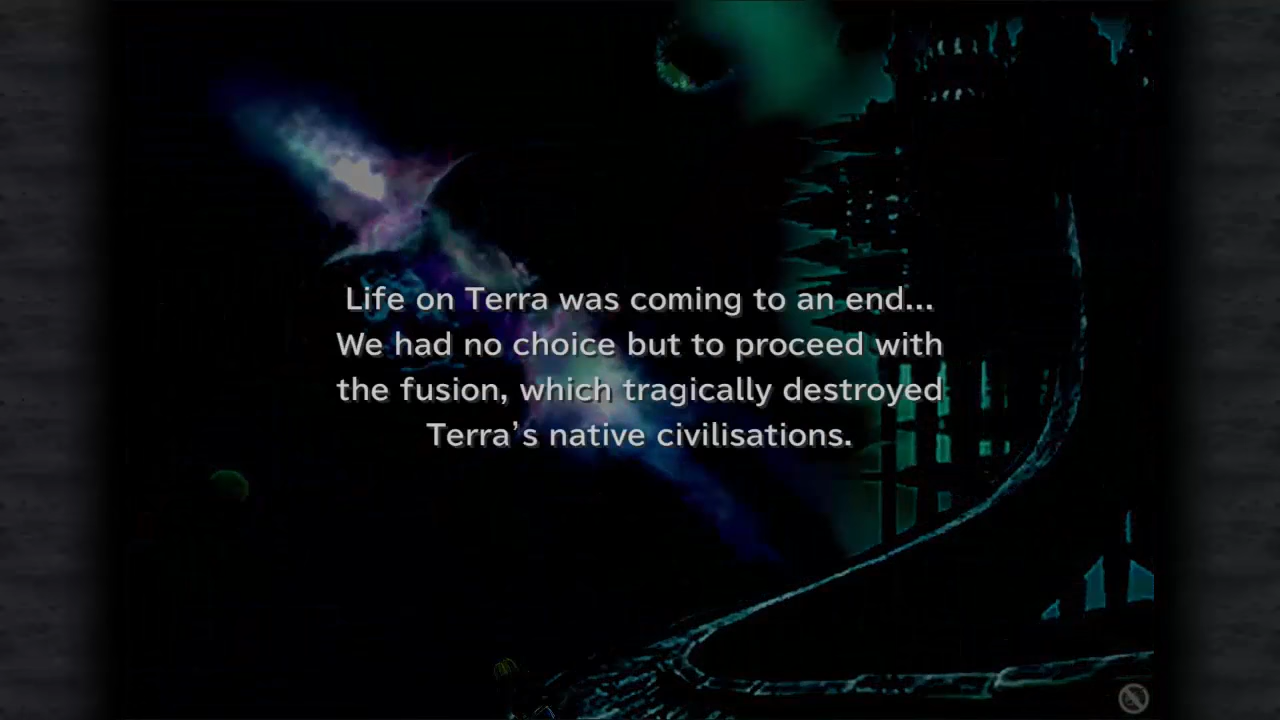 Life on Terra was coming to an end...
We had no choice but to proceed with
the fusion, which tragically destroyed
Terra's native civilisations.